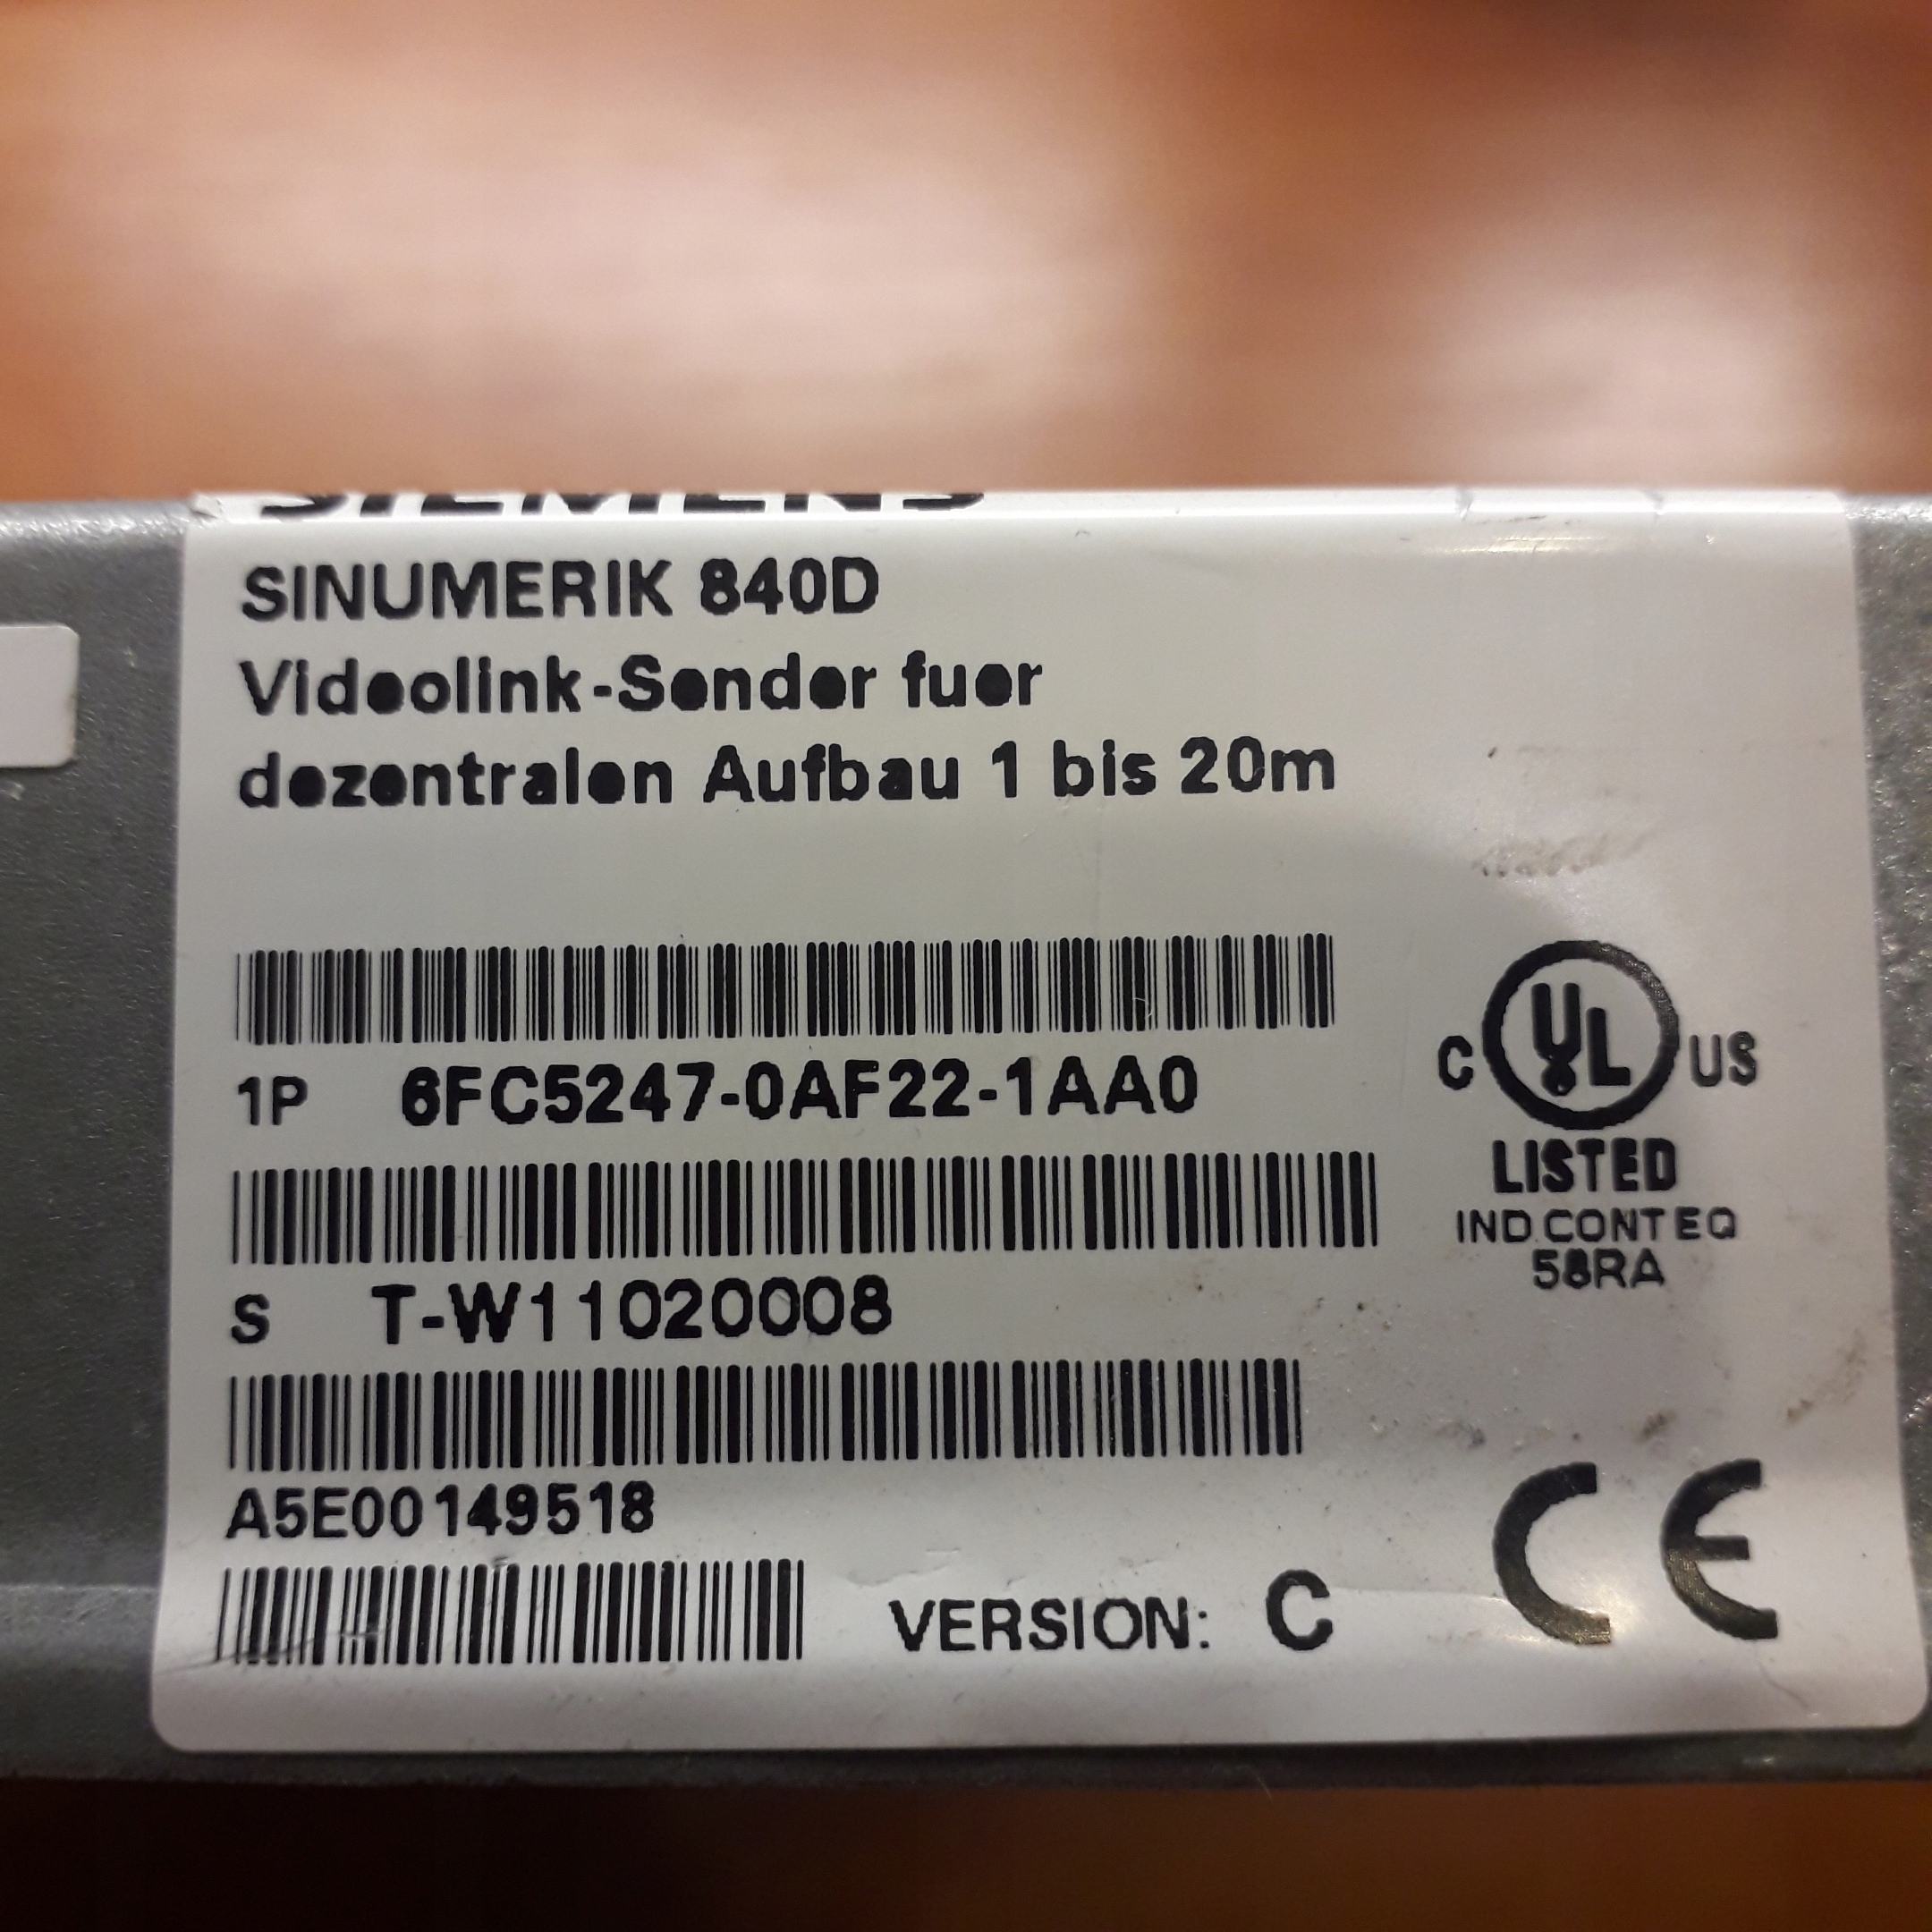 SIEMENS
SINUMERIK 840D
Videolink-Sender fuer
dezentralen Aufbau 1 bis 20m
1P 6FC5247-0AF22-1AA0
C UL US
LISTED
IND.CONT.EQ
58RA
S T-W11020008
A5E00149518
VERSION: C
CE